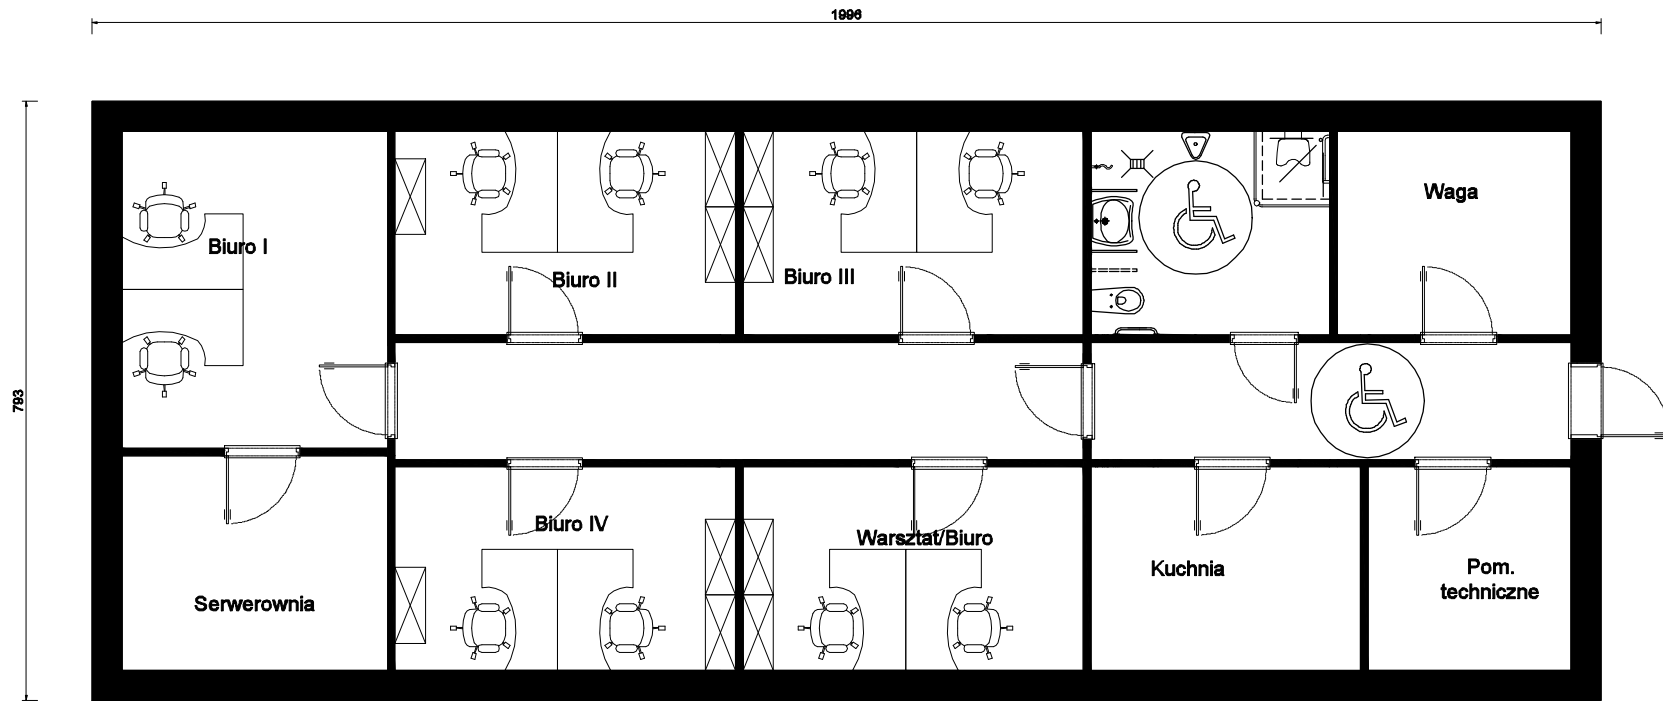 1996
793
Biuro I
Biuro II
Biuro III
Waga
Serwerownia
Biuro IV
Warsztat/Biuro
Kuchnia
Pom.
techniczne